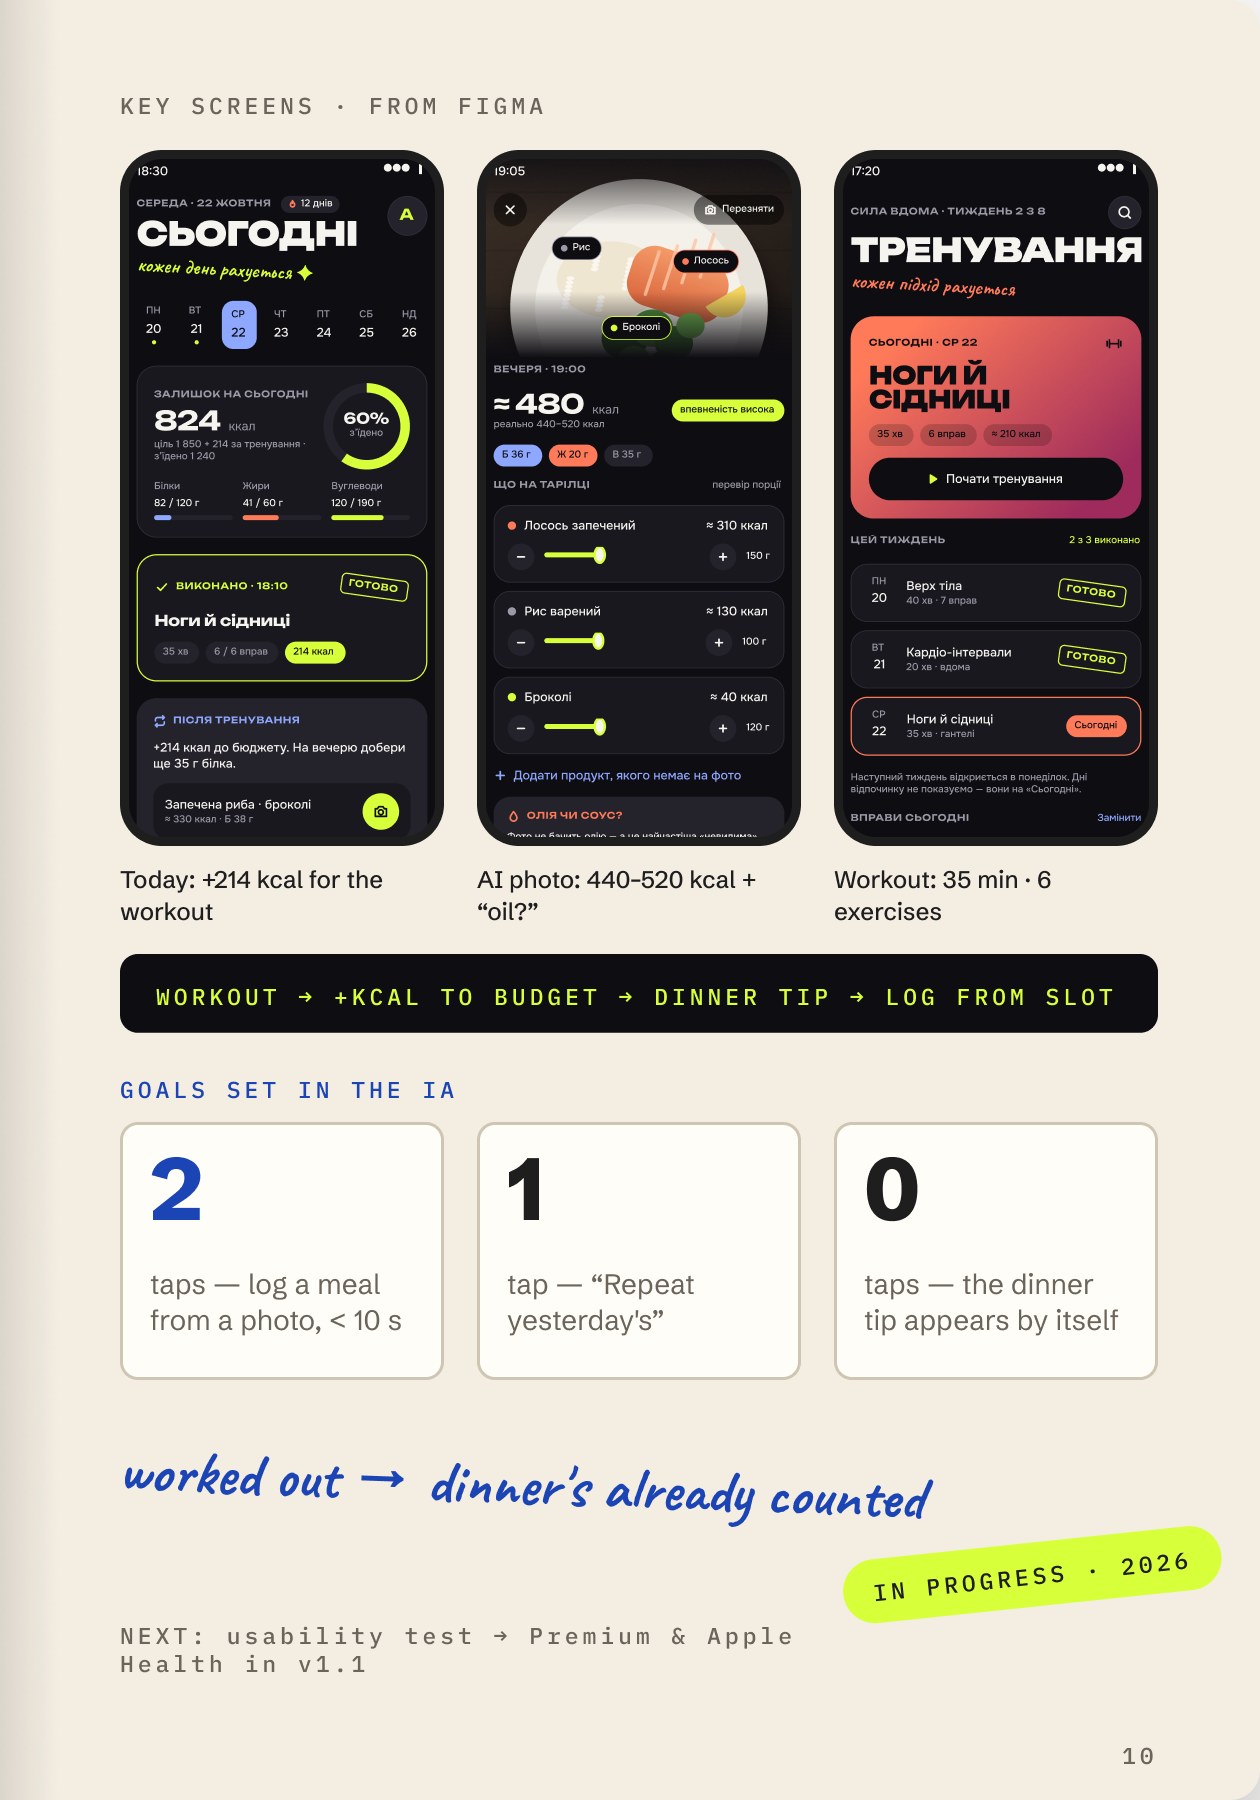 KEY SCREENS · FROM FIGMA
18:30
СЕРЕДА · 22 ЖОВТНЯ
12 днів
СЬОГОДНІ
А
кожен день рахується
ПН ВТ СР ЧТ ПТ СБ НД
20 21 22 23 24 25 26
ЗАЛИШОК НА СЬОГОДНІ
824 ккал
ціль 1 850 + 214 за тренування ·
з’їдено 1 240
60%
з’їдено
Білки Жири Вуглеводи
82 / 120 г 41 / 60 г 120 / 190 г
ВИКОНАНО · 18:10
ГОТОВО
Ноги й сідниці
35 хв 6 / 6 вправ 214 ккал
ПІСЛЯ ТРЕНУВАННЯ
+214 ккал до бюджету. На вечерю добери
ще 35 г білка.
Запечена риба · броколі
≈ 330 ккал · Б 38 г
19:05
Перезняти
Рис
Лосось
Броколі
ВЕЧЕРЯ · 19:00
≈ 480 ккал
реально 440–520 ккал
впевненість висока
Б 36 г Ж 20 г В 35 г
ЩО НА ТАРІЛЦІ перевір порції
Лосось запечений ≈ 310 ккал
− + 150 г
Рис варений ≈ 130 ккал
− + 100 г
Броколі ≈ 40 ккал
− + 120 г
+ Додати продукт, якого немає на фото
ОЛІЯ ЧИ СОУС?
Фото не бачить олію — а це найчастіша «невидима»
17:20
СИЛА ВДОМА · ТИЖДЕНЬ 2 З 8
ТРЕНУВАННЯ
кожен підхід рахується
СЬОГОДНІ · СР 22
НОГИ Й
СІДНИЦІ
35 хв 6 вправ ≈ 210 ккал
Почати тренування
ЦЕЙ ТИЖДЕНЬ 2 з 3 виконано
ПН
20
Верх тіла
40 хв · 7 вправ
ГОТОВО
ВТ
21
Кардіо-інтервали
20 хв · вдома
ГОТОВО
СР
22
Ноги й сідниці
35 хв · гантелі
Сьогодні
Наступний тиждень відкриється в понеділок. Дні
відпочинку не показуємо — вони на «Сьогодні».
ВПРАВИ СЬОГОДНІ Замінити
Today: +214 kcal for the
workout
AI photo: 440–520 kcal +
“oil?”
Workout: 35 min · 6
exercises
WORKOUT → +KCAL TO BUDGET → DINNER TIP → LOG FROM SLOT
GOALS SET IN THE IA
2
taps — log a meal
from a photo, < 10 s
1
tap — “Repeat
yesterday's”
0
taps — the dinner
tip appears by itself
worked out → dinner's already counted
IN PROGRESS · 2026
NEXT: usability test → Premium & Apple
Health in v1.1
10